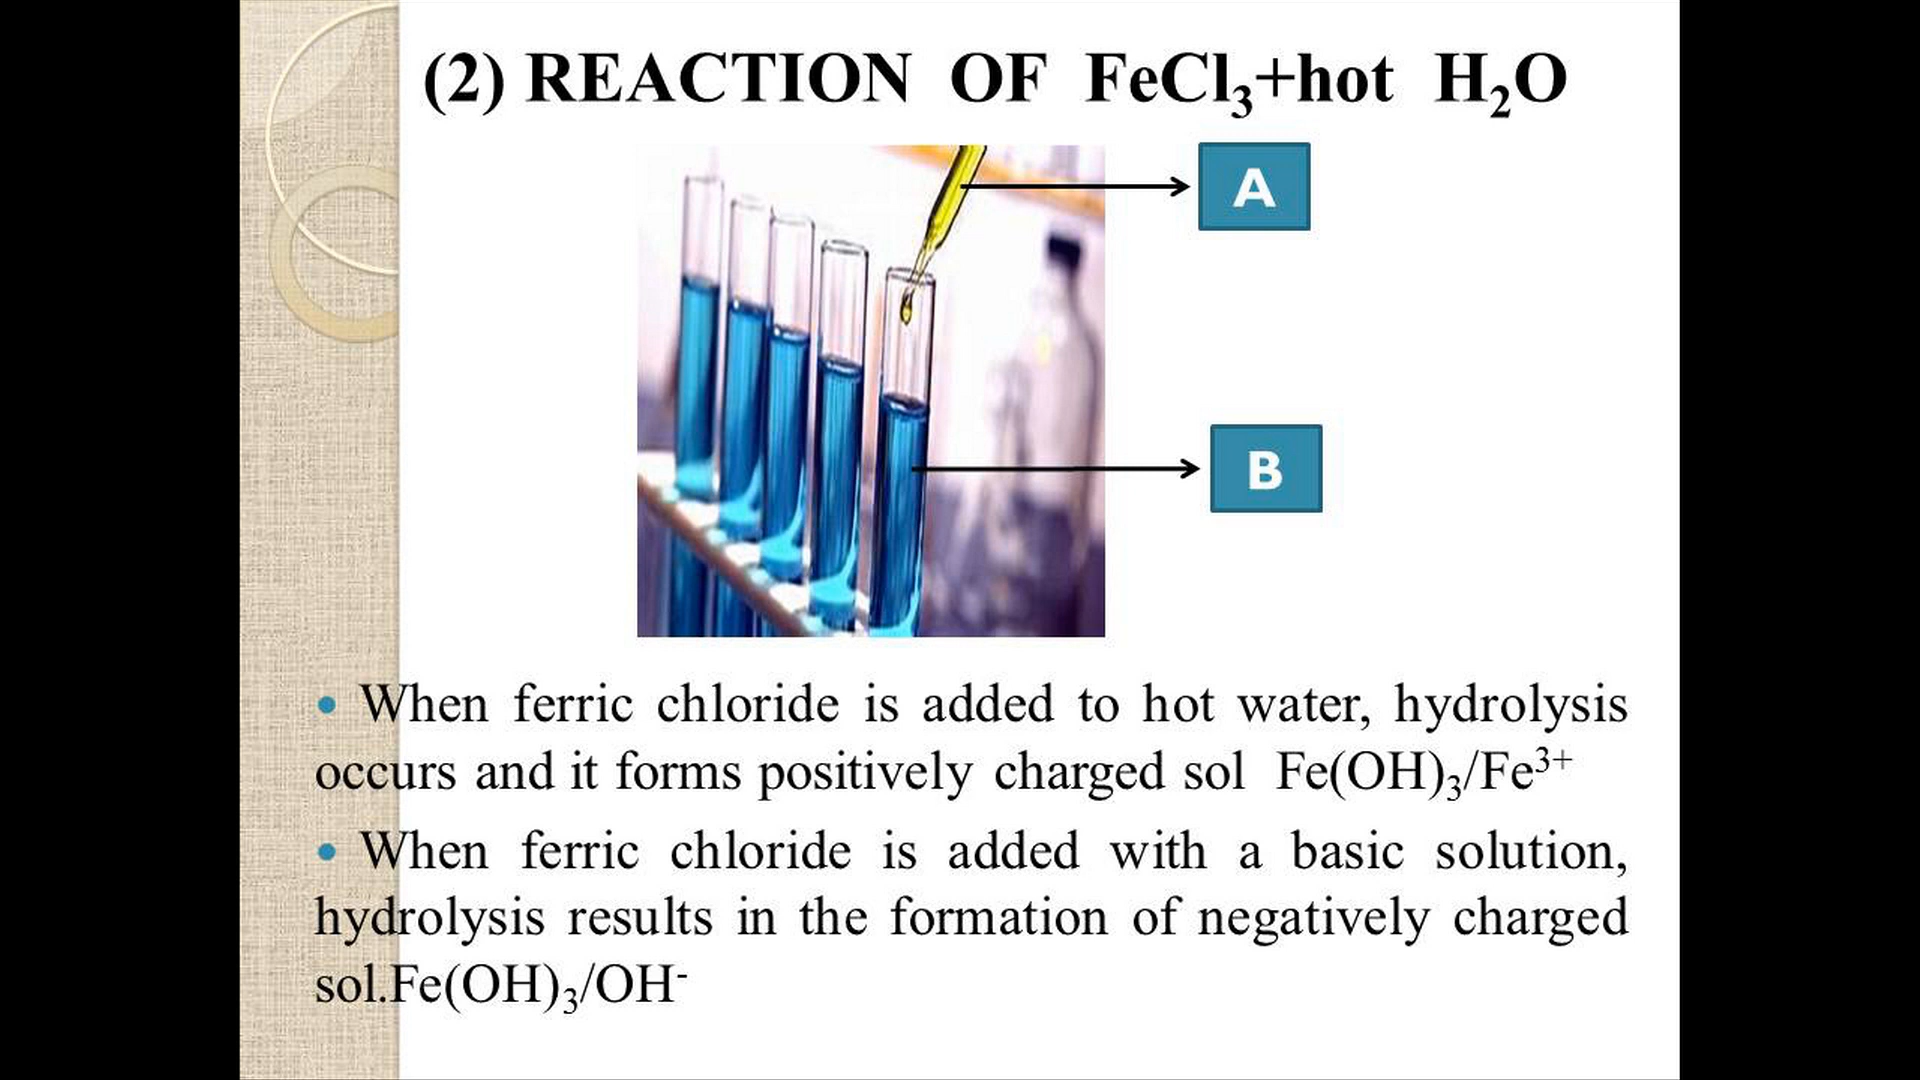 (2) REACTION OF FeCl₃+hot H₂O
A
B
• When ferric chloride is added to hot water, hydrolysis
occurs and it forms positively charged sol Fe(OH)₃/Fe³⁺
• When ferric chloride is added with a basic solution,
hydrolysis results in the formation of negatively charged
sol.Fe(OH)₃/OH⁻